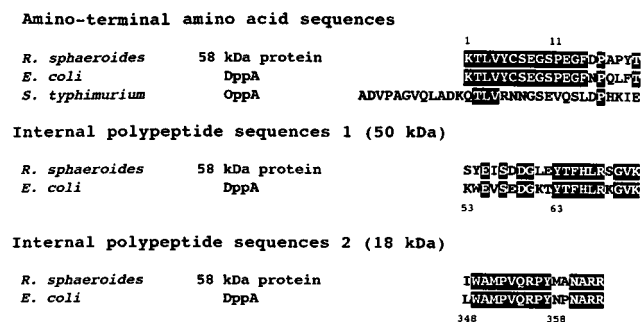 Amino-terminal amino acid sequences
1 11
R. sphaeroides 58 kDa protein KTLVYCSEGSPEGFDPAPYT
E. coli DppA KTLVYCSEGSPEGFNPQLFT
S. typhimurium OppA ADVPAGVQLADKQTLVRNNGSEVQSLDPHKIE
Internal polypeptide sequences 1 (50 kDa)
R. sphaeroides 58 kDa protein SYEISDDGLEYTFHLRSGVK
E. coli DppA KWEVSEDGKTYTFHLRKGVK
53 63
Internal polypeptide sequences 2 (18 kDa)
R. sphaeroides 58 kDa protein IWAMPVQRPYMANARR
E. coli DppA LWAMPVQRPYNPNARR
348 358